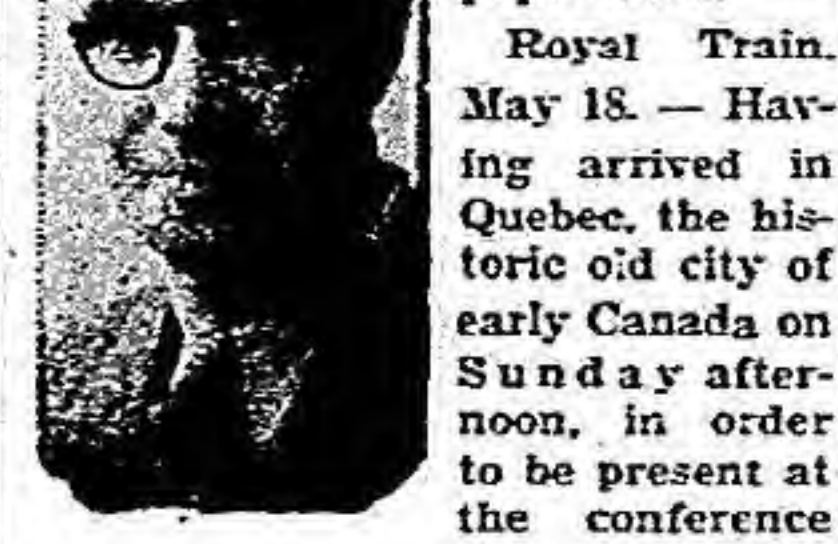 Royal Train.
May 18. — Hav-
ing arrived in
Quebec, the his-
toric old city of
early Canada on
Sunday after-
noon, in order
to be present at
the conference